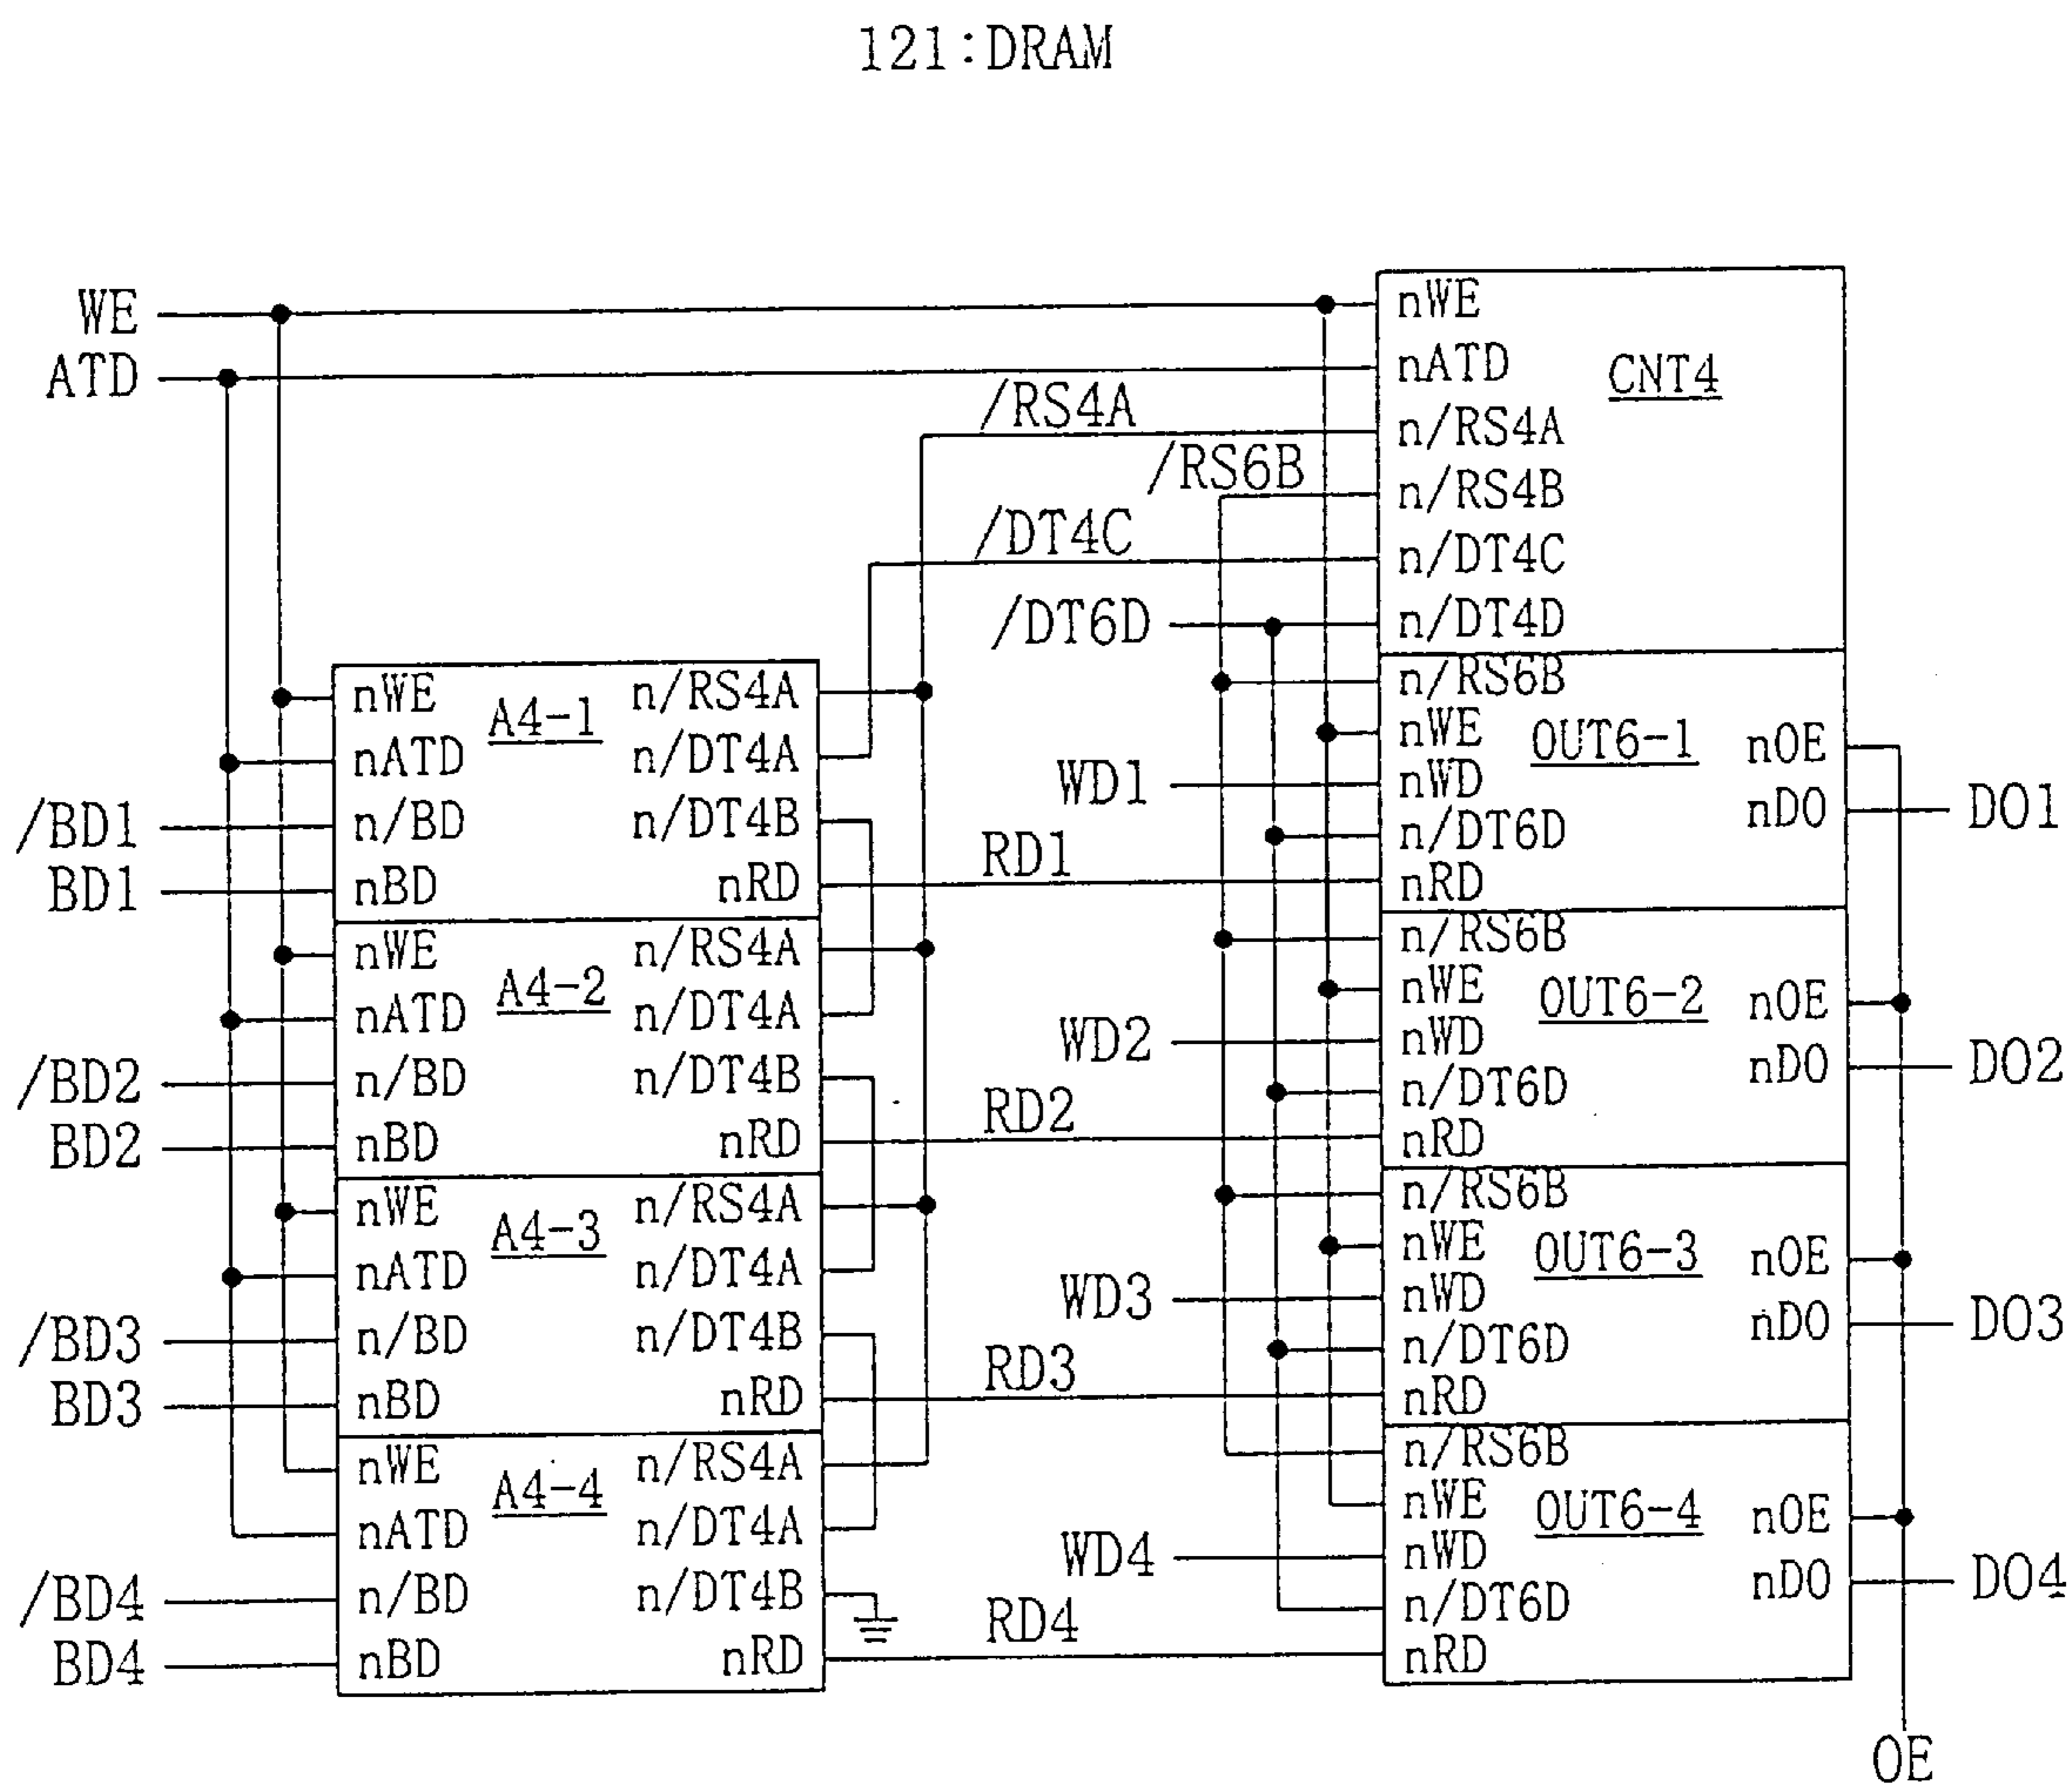 121:DRAM
WE
ATD
/RS4A
/RS6B
/DT4C
/DT6D
nWE
nATD
CNT4
n/RS4A
n/RS4B
n/DT4C
n/DT4D
nWE
A4-1
n/RS4A
nATD
n/DT4A
/BD1
n/BD
n/DT4B
BD1
nBD
nRD
RD1
WD1
n/RS6B
nWE
OUT6-1
nOE
nWD
nDO
DO1
n/DT6D
nRD
nWE
A4-2
n/RS4A
nATD
n/DT4A
/BD2
n/BD
n/DT4B
BD2
nBD
nRD
RD2
WD2
n/RS6B
nWE
OUT6-2
nOE
nWD
nDO
DO2
n/DT6D
nRD
nWE
A4-3
n/RS4A
nATD
n/DT4A
/BD3
n/BD
n/DT4B
BD3
nBD
nRD
RD3
WD3
n/RS6B
nWE
OUT6-3
nOE
nWD
nDO
DO3
n/DT6D
nRD
nWE
A4-4
n/RS4A
nATD
n/DT4A
/BD4
n/BD
n/DT4B
BD4
nBD
nRD
RD4
WD4
n/RS6B
nWE
OUT6-4
nOE
nWD
nDO
DO4
n/DT6D
nRD
OE